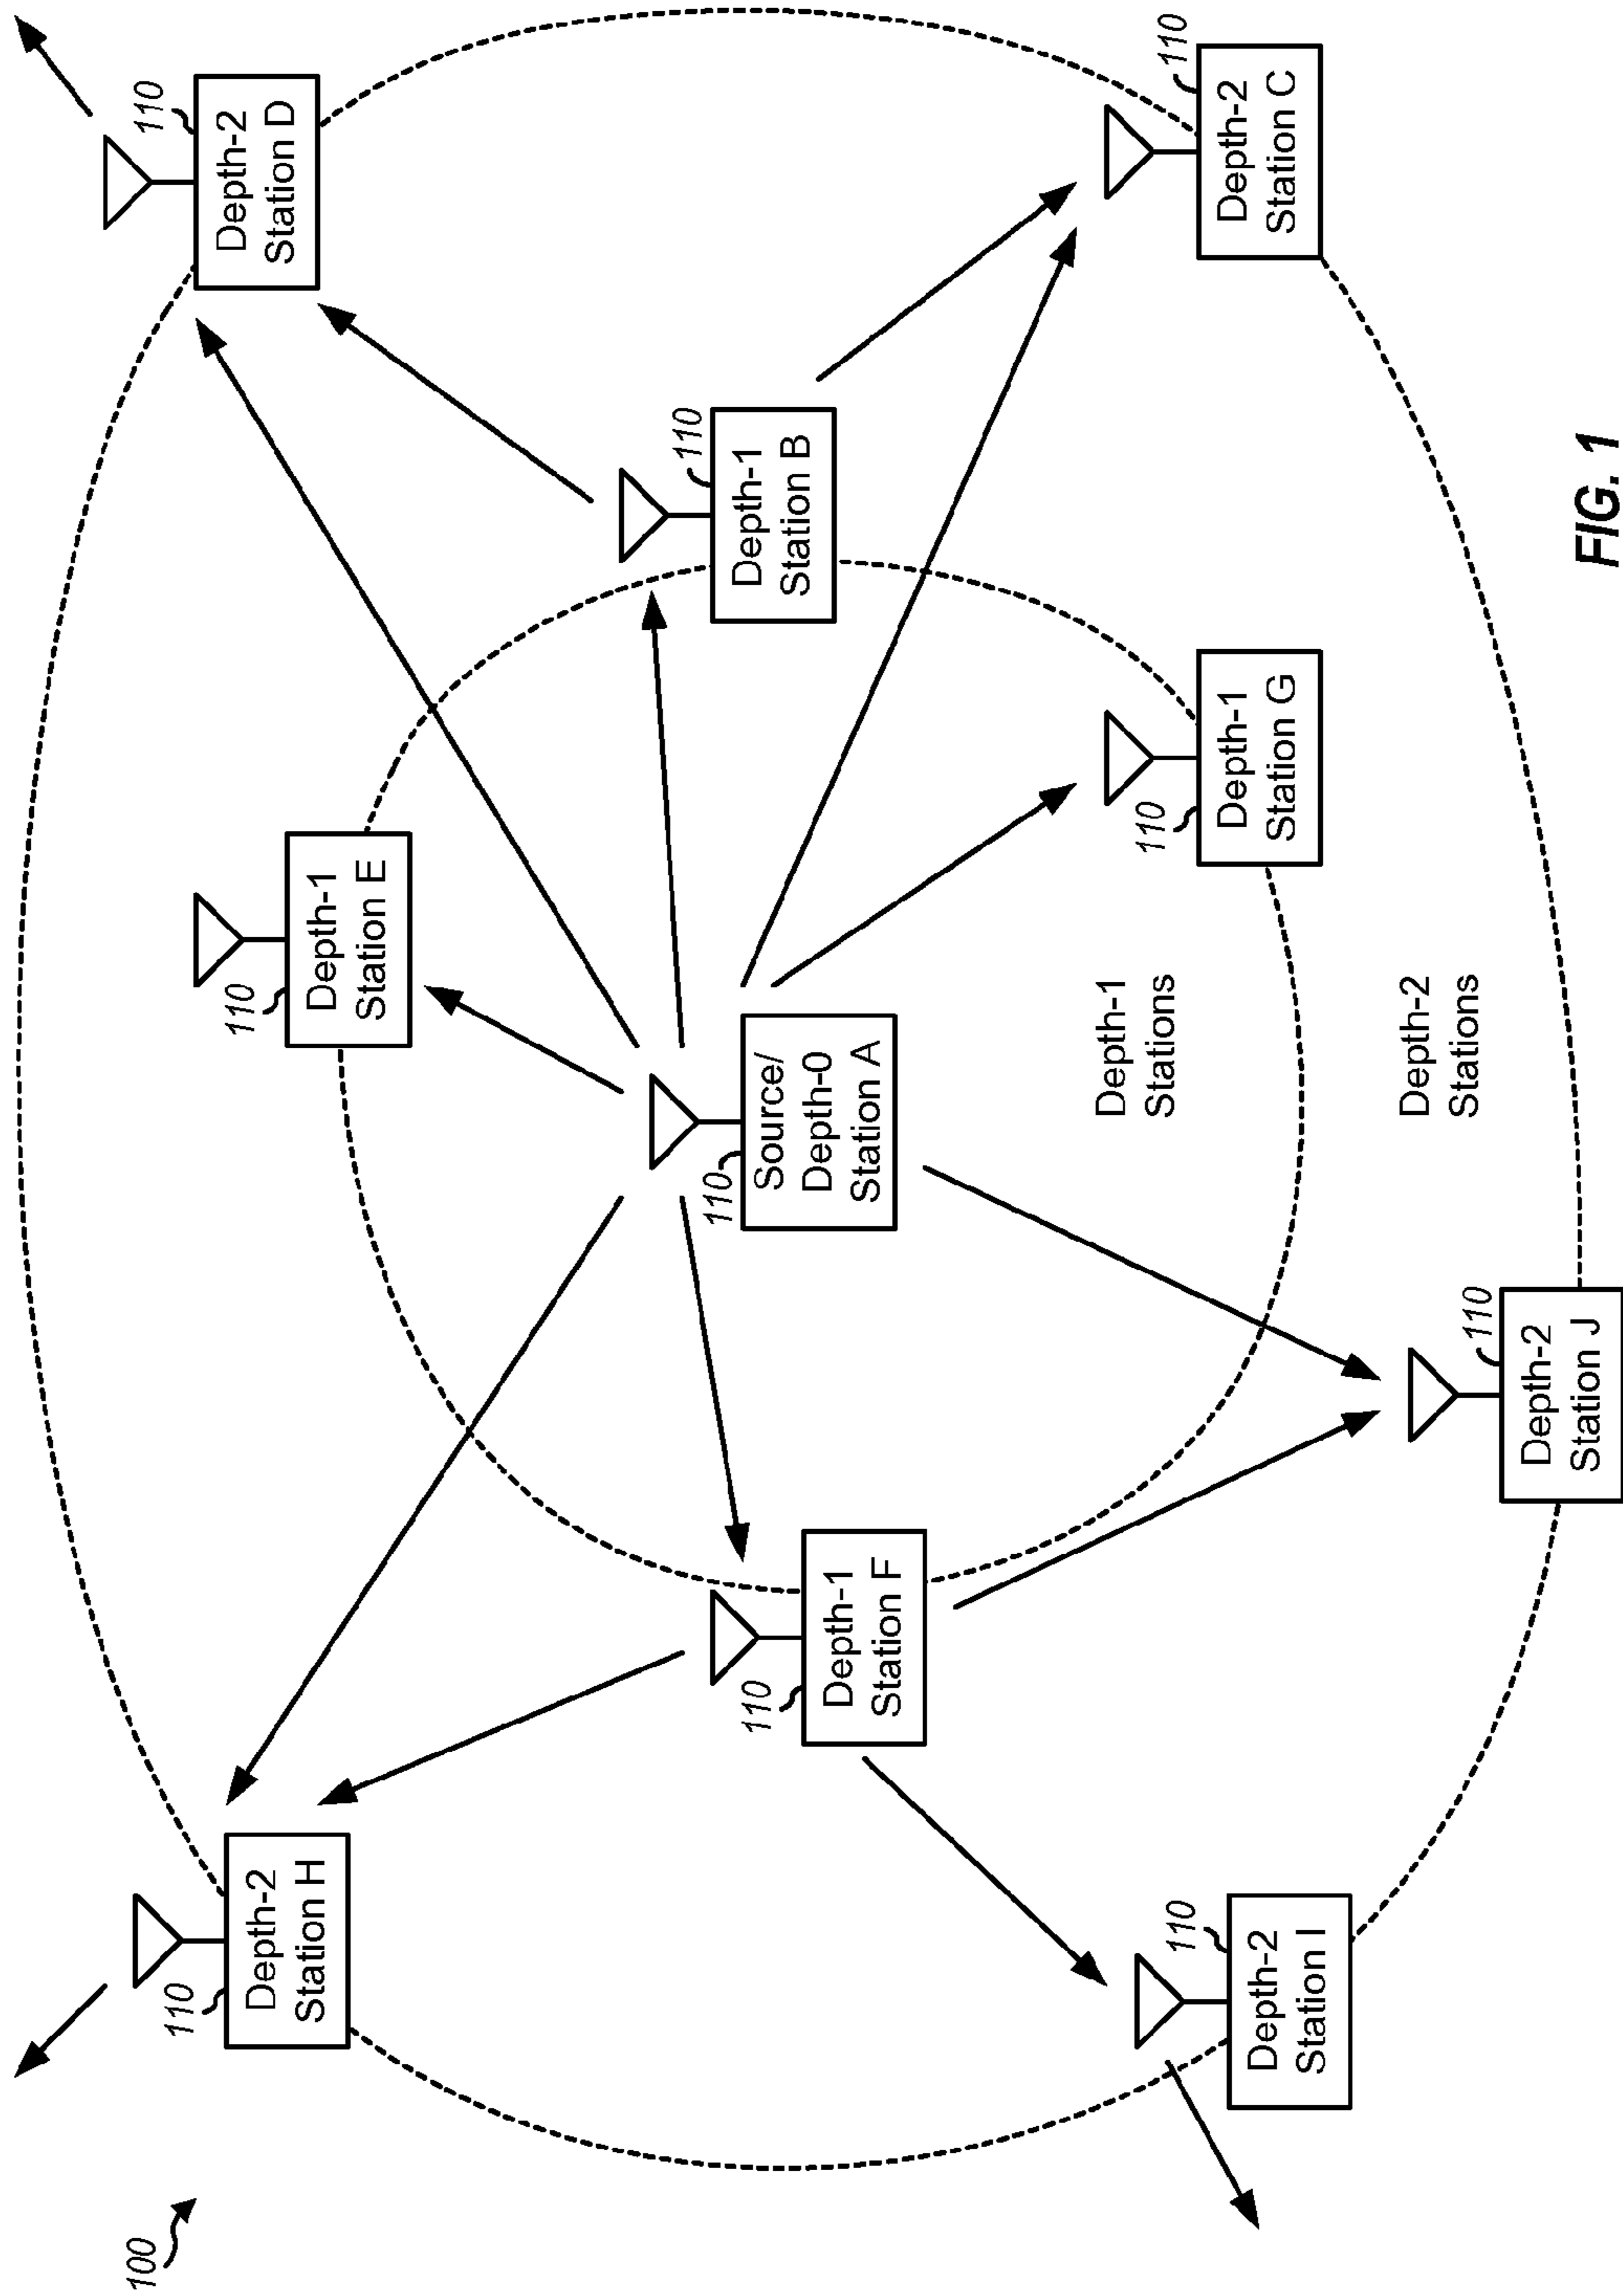 100
110
Depth-2
Station H
110
Depth-1
Station E
110
Depth-2
Station D
110
Source/
Depth-0
Station A
110
Depth-1
Station F
110
Depth-1
Station B
110
Depth-2
Station I
Depth-1
Stations
110
Depth-1
Station G
110
Depth-2
Station C
110
Depth-2
Station J
Depth-2
Stations
FIG. 1